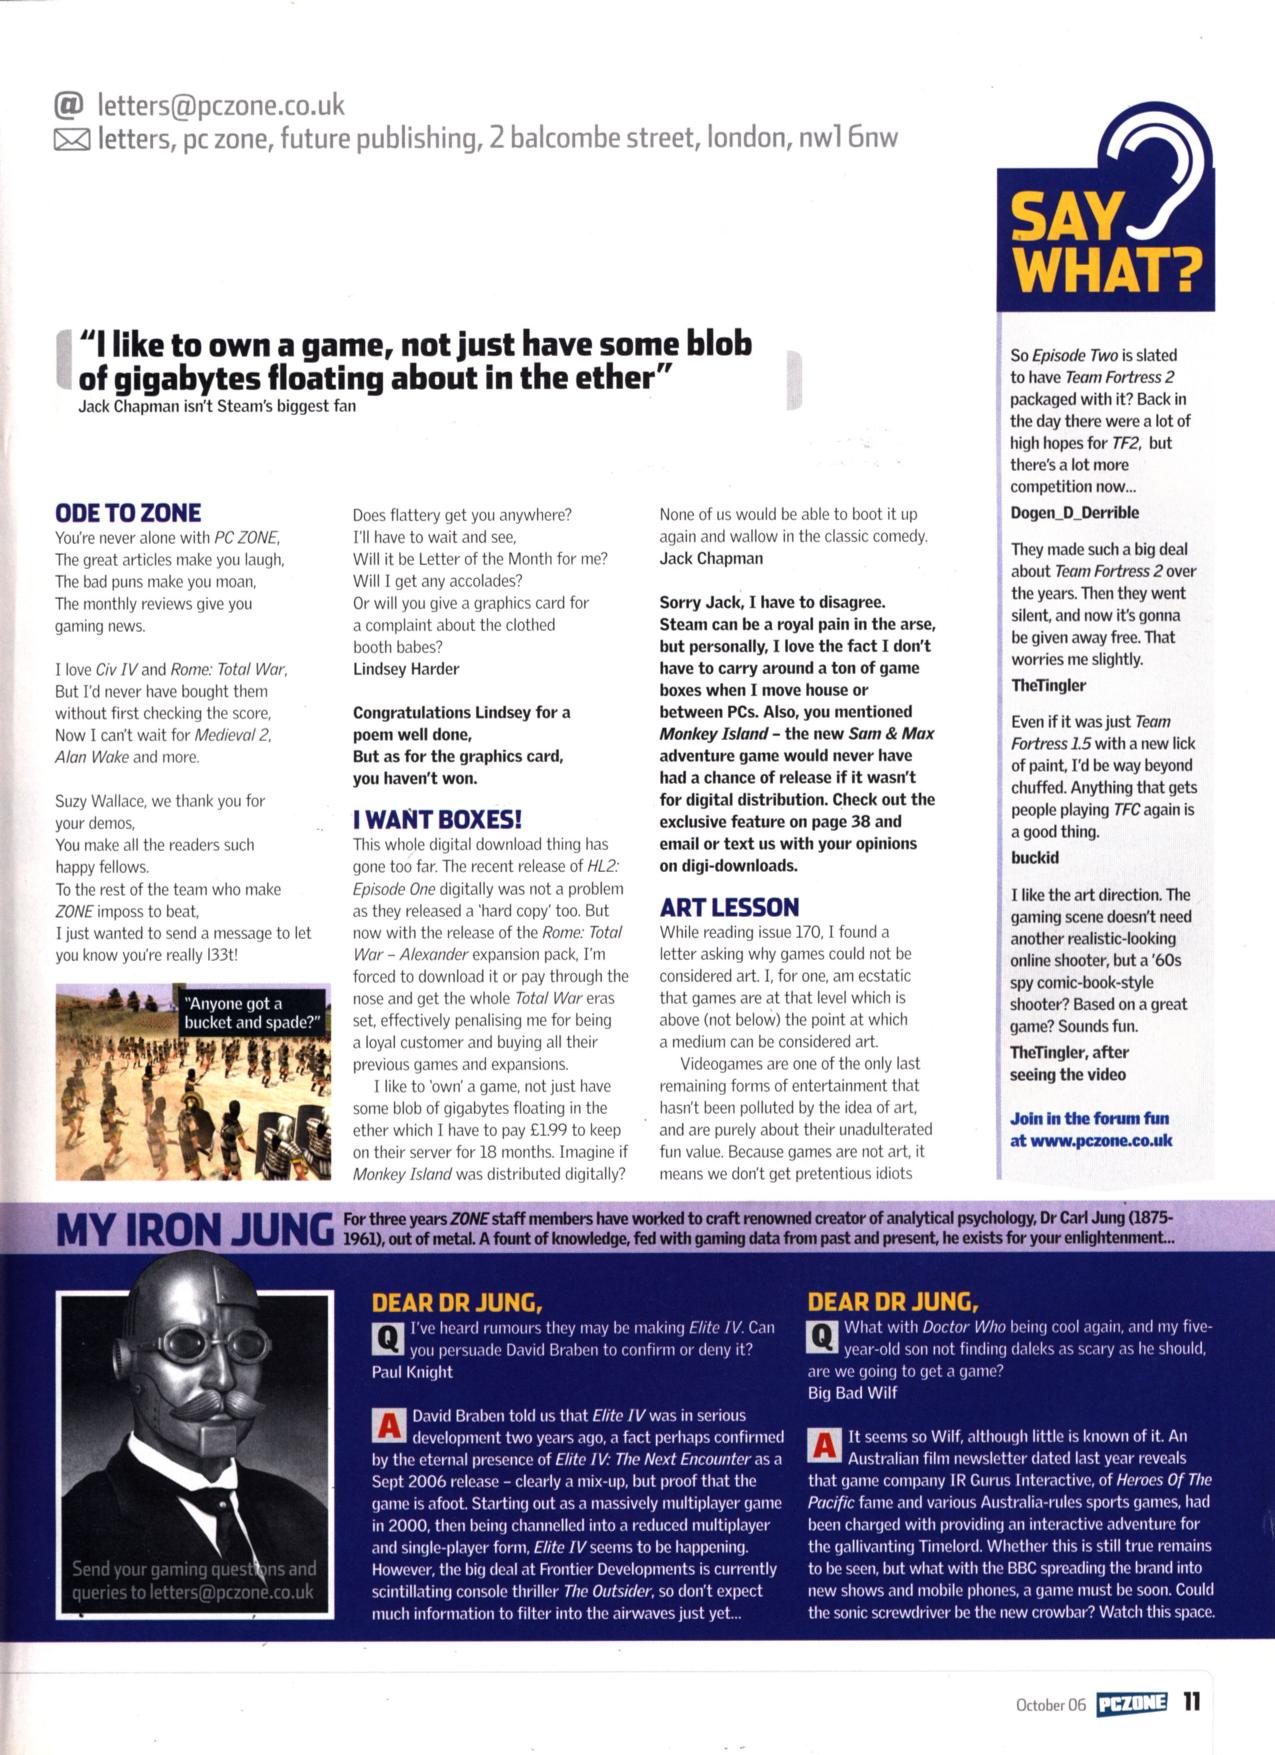 @ letters@pczone.co.uk
letters, pc zone, future publishing, 2 balcombe street, london, nw1 6nw
"I like to own a game, not just have some blob
of gigabytes floating about in the ether"
Jack Chapman isn't Steam's biggest fan
ODE TO ZONE
You're never alone with PC ZONE,
The great articles make you laugh,
The bad puns make you moan,
The monthly reviews give you
gaming news.
I love Civ IV and Rome: Total War,
But I'd never have bought them
without first checking the score,
Now I can't wait for Medieval 2,
Alan Wake and more.
Suzy Wallace, we thank you for
your demos,
You make all the readers such
happy fellows.
To the rest of the team who make
ZONE imposs to beat,
I just wanted to send a message to let
you know you're really l33t!
"Anyone got a
bucket and spade?"
Does flattery get you anywhere?
I'll have to wait and see,
Will it be Letter of the Month for me?
Will I get any accolades?
Or will you give a graphics card for
a complaint about the clothed
booth babes?
Lindsey Harder
Congratulations Lindsey for a
poem well done,
But as for the graphics card,
you haven't won.
I WANT BOXES!
This whole digital download thing has
gone too far. The recent release of HL2:
Episode One digitally was not a problem
as they released a 'hard copy' too. But
now with the release of the Rome: Total
War – Alexander expansion pack, I'm
forced to download it or pay through the
nose and get the whole Total War eras
set, effectively penalising me for being
a loyal customer and buying all their
previous games and expansions.
I like to 'own' a game, not just have
some blob of gigabytes floating in the
ether which I have to pay £1.99 to keep
on their server for 18 months. Imagine if
Monkey Island was distributed digitally?
None of us would be able to boot it up
again and wallow in the classic comedy.
Jack Chapman
Sorry Jack, I have to disagree.
Steam can be a royal pain in the arse,
but personally, I love the fact I don't
have to carry around a ton of game
boxes when I move house or
between PCs. Also, you mentioned
Monkey Island – the new Sam & Max
adventure game would never have
had a chance of release if it wasn't
for digital distribution. Check out the
exclusive feature on page 38 and
email or text us with your opinions
on digi-downloads.
ART LESSON
While reading issue 170, I found a
letter asking why games could not be
considered art. I, for one, am ecstatic
that games are at that level which is
above (not below) the point at which
a medium can be considered art.
Videogames are one of the only last
remaining forms of entertainment that
hasn't been polluted by the idea of art,
and are purely about their unadulterated
fun value. Because games are not art, it
means we don't get pretentious idiots
SAY
WHAT?
So Episode Two is slated
to have Team Fortress 2
packaged with it? Back in
the day there were a lot of
high hopes for TF2, but
there's a lot more
competition now...
Dogen_D_Derrible
They made such a big deal
about Team Fortress 2 over
the years. Then they went
silent, and now it's gonna
be given away free. That
worries me slightly.
TheTingler
Even if it was just Team
Fortress 1.5 with a new lick
of paint, I'd be way beyond
chuffed. Anything that gets
people playing TFC again is
a good thing.
buckid
I like the art direction. The
gaming scene doesn't need
another realistic-looking
online shooter, but a '60s
spy comic-book-style
shooter? Based on a great
game? Sounds fun.
TheTingler, after
seeing the video
Join in the forum fun
at www.pczone.co.uk
MY IRON JUNG
For three years ZONE staff members have worked to craft renowned creator of analytical psychology, Dr Carl Jung (1875-
1961), out of metal. A fount of knowledge, fed with gaming data from past and present, he exists for your enlightenment...
Send your gaming questions and
queries to letters@pczone.co.uk
DEAR DR JUNG,
Q I've heard rumours they may be making Elite IV. Can
you persuade David Braben to confirm or deny it?
Paul Knight
A David Braben told us that Elite IV was in serious
development two years ago, a fact perhaps confirmed
by the eternal presence of Elite IV: The Next Encounter as a
Sept 2006 release – clearly a mix-up, but proof that the
game is afoot. Starting out as a massively multiplayer game
in 2000, then being channelled into a reduced multiplayer
and single-player form, Elite IV seems to be happening.
However, the big deal at Frontier Developments is currently
scintillating console thriller The Outsider, so don't expect
much information to filter into the airwaves just yet...
DEAR DR JUNG,
Q What with Doctor Who being cool again, and my five-
year-old son not finding daleks as scary as he should,
are we going to get a game?
Big Bad Wilf
A It seems so Wilf, although little is known of it. An
Australian film newsletter dated last year reveals
that game company IR Gurus Interactive, of Heroes Of The
Pacific fame and various Australia-rules sports games, had
been charged with providing an interactive adventure for
the gallivanting Timelord. Whether this is still true remains
to be seen, but what with the BBC spreading the brand into
new shows and mobile phones, a game must be soon. Could
the sonic screwdriver be the new crowbar? Watch this space.
October 06 PCZONE 11